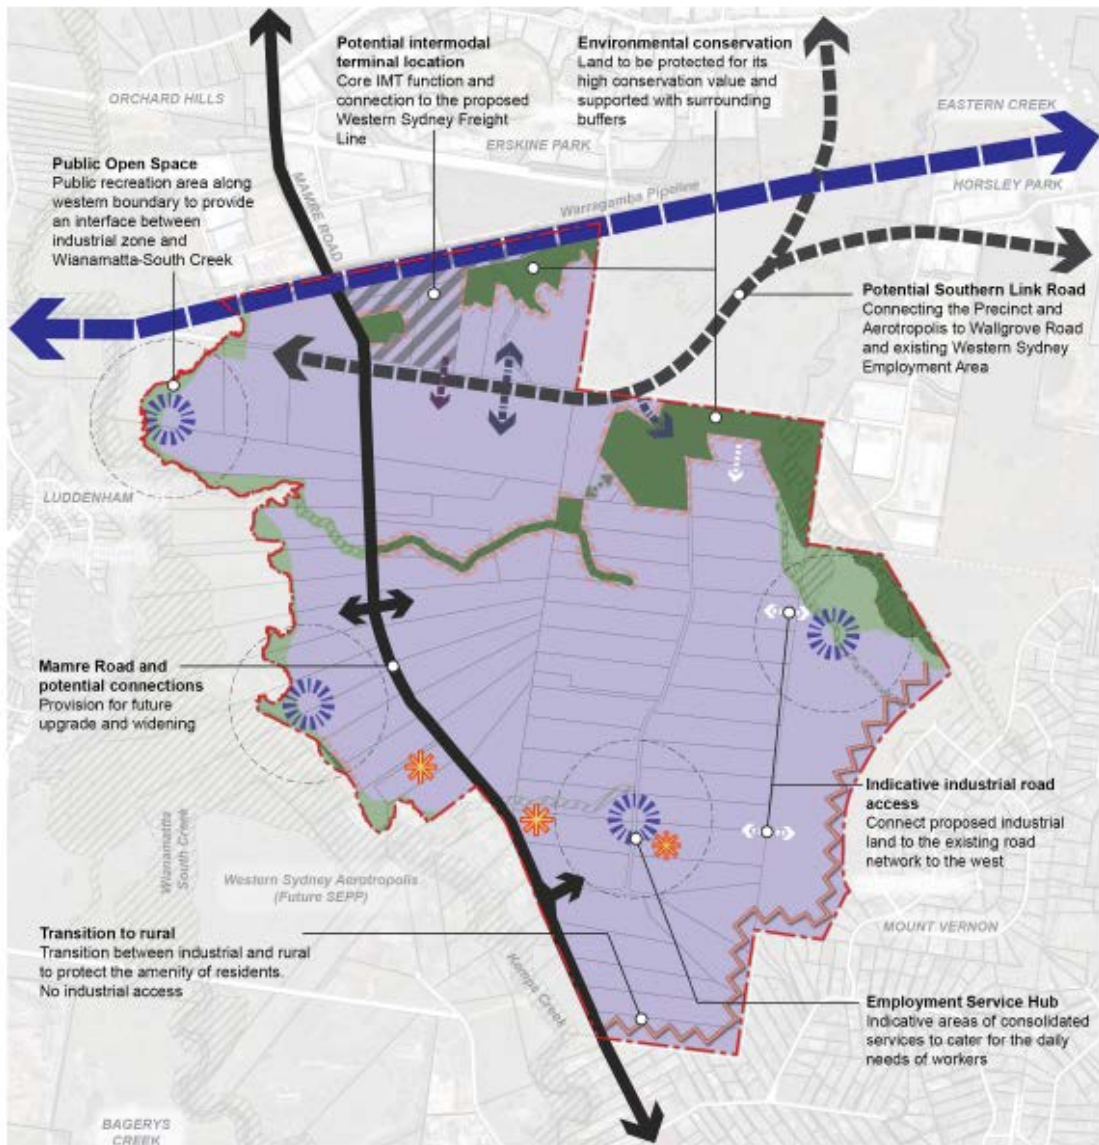 Potential intermodal
terminal location
Core IMT function and
connection to the proposed
Western Sydney Freight
Line
Environmental conservation
Land to be protected for its
high conservation value and
supported with surrounding
buffers
ORCHARD HILLS
EASTERN CREEK
ERSKINE PARK
Public Open Space
Public recreation area along
western boundary to provide
an interface between
industrial zone and
Wianamatta-South Creek
MAMRE ROAD
Warragamba Pipeline
HORSLEY PARK
Potential Southern Link Road
Connecting the Precinct and
Aerotropolis to Wallgrove Road
and existing Western Sydney
Employment Area
LUDDENHAM
Mamre Road and
potential connections
Provision for future
upgrade and widening
Indicative industrial road
access
Connect proposed industrial
land to the existing road
network to the west
Wianamatta
South Creek
Western Sydney Aerotropolis
(Future SEPP)
MOUNT VERNON
Transition to rural
Transition between industrial and rural
to protect the amenity of residents.
No industrial access
Kemps Creek
Employment Service Hub
Indicative areas of consolidated
services to cater for the daily
needs of workers
BAGERYS
CREEK